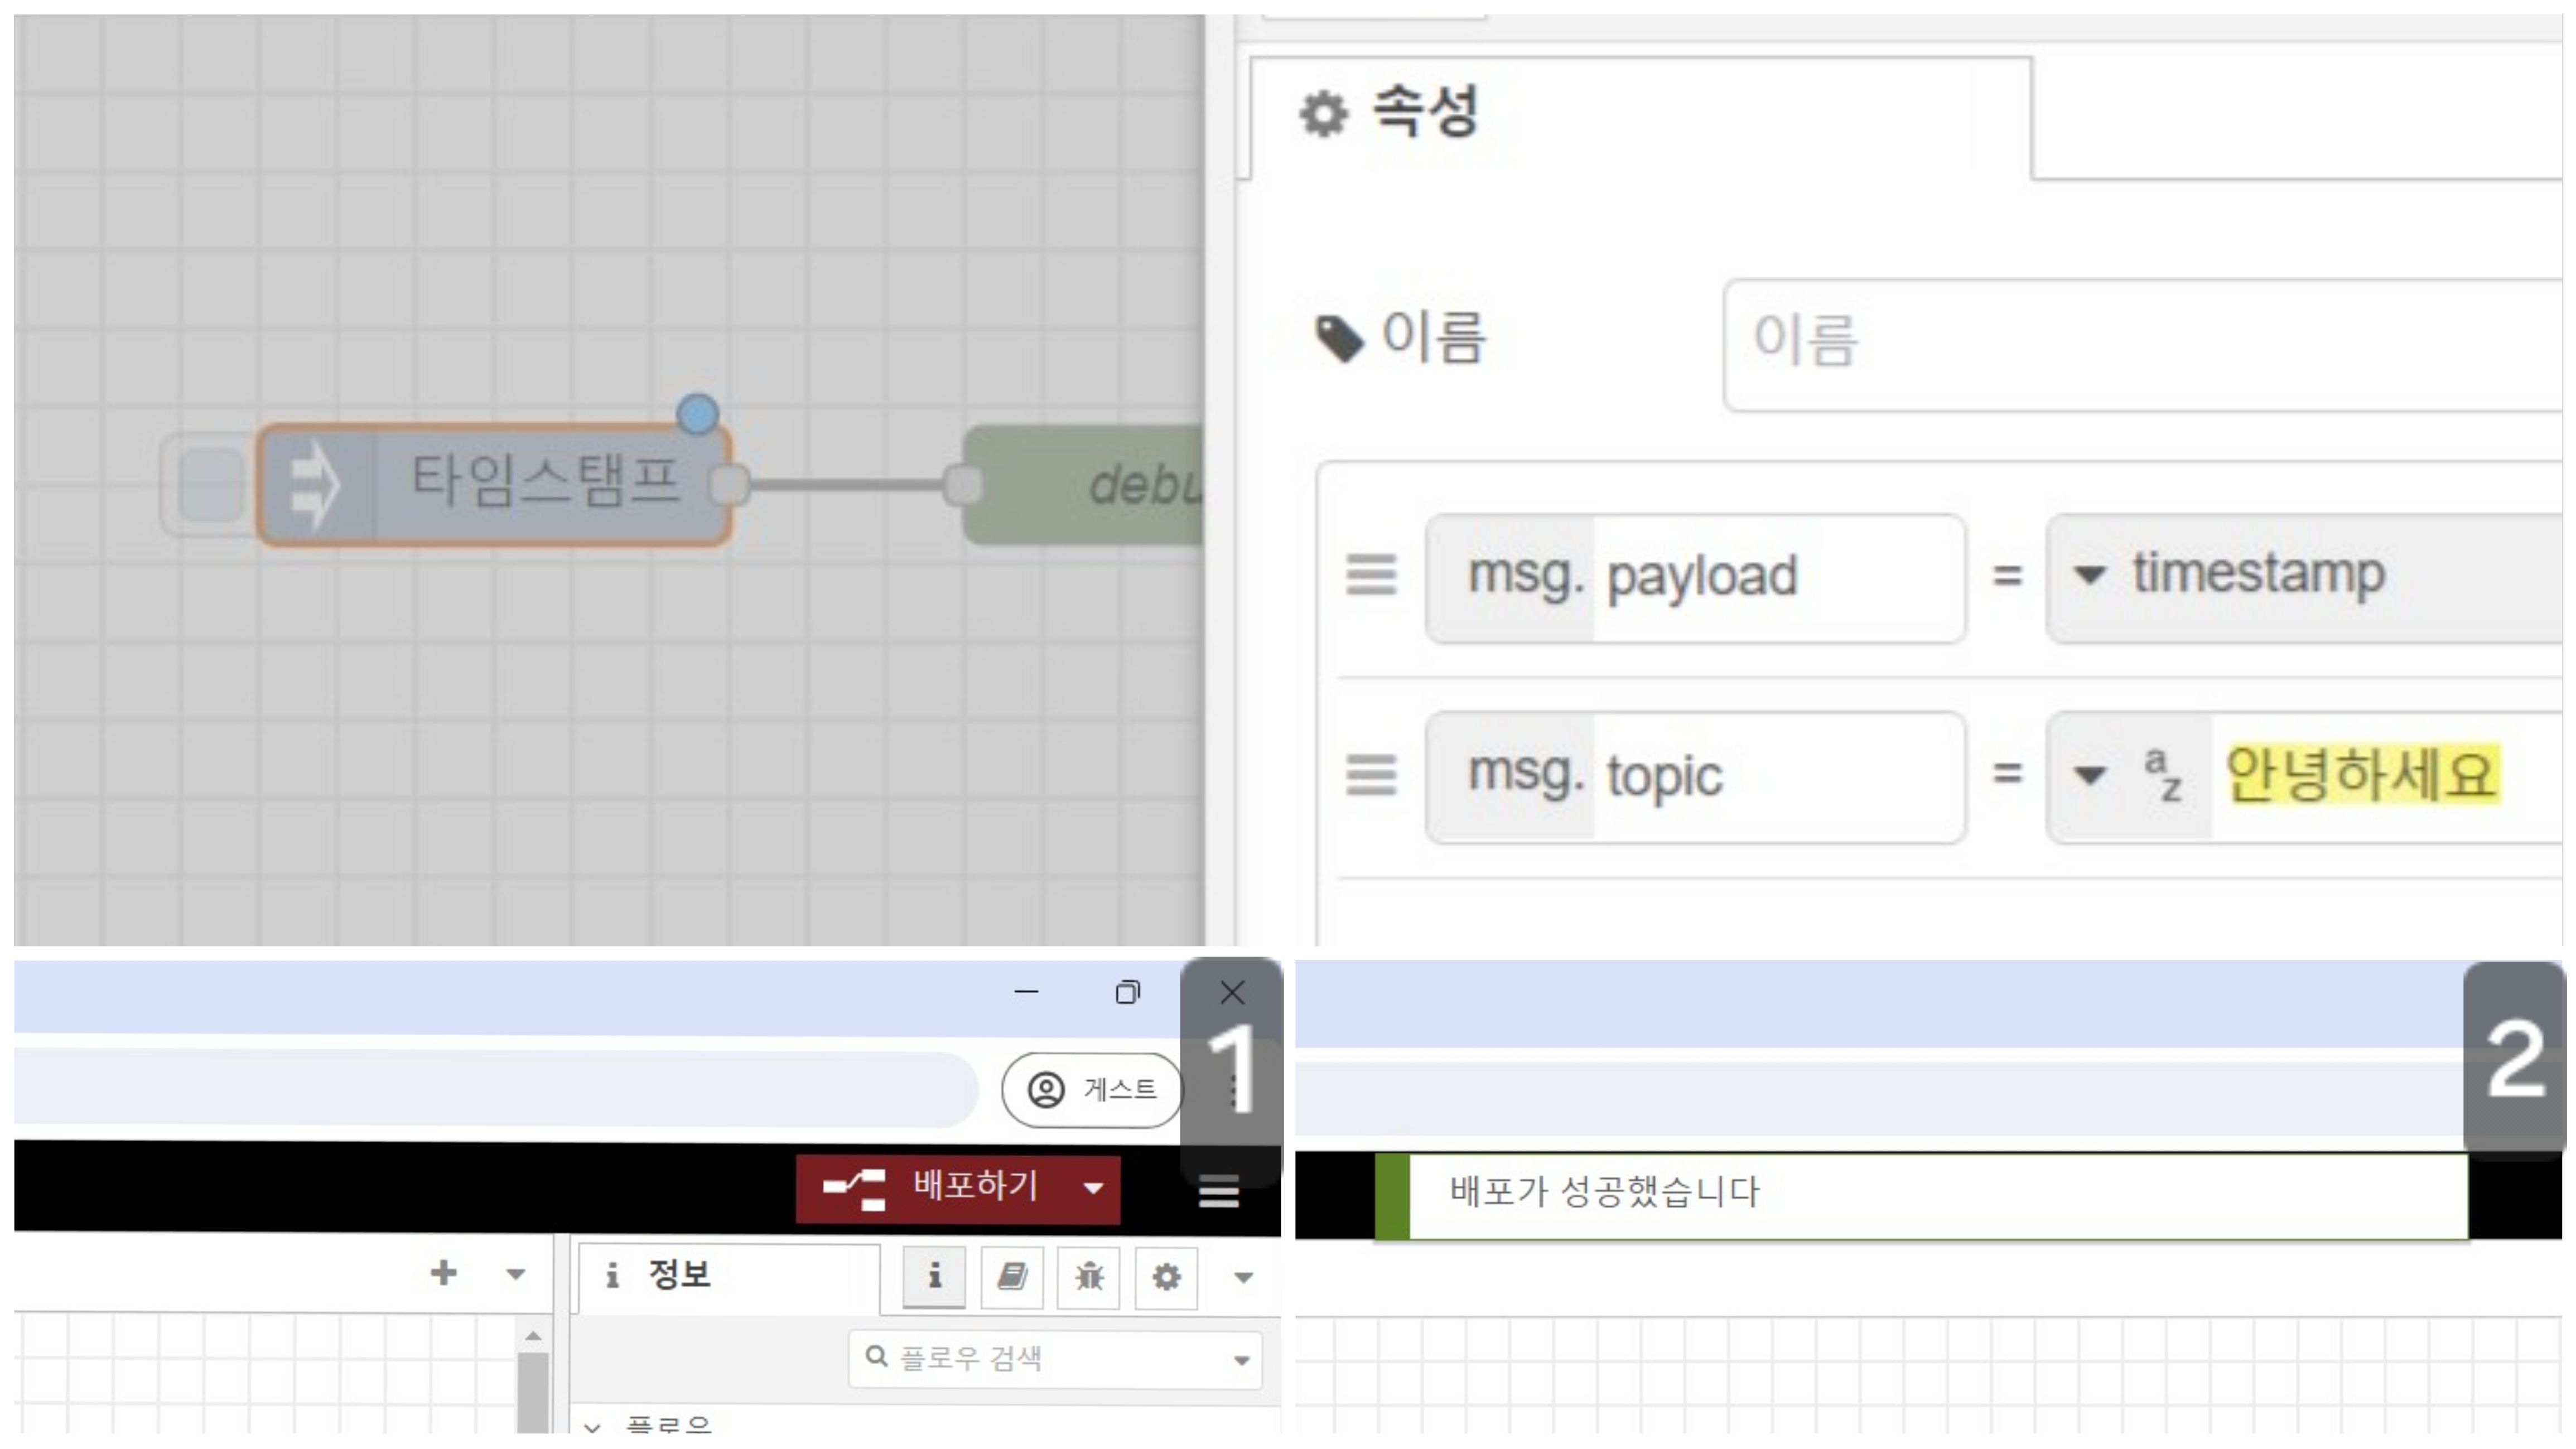 속성
이름 이름
타임스탬프 debu
msg. payload = timestamp
msg. topic = az 안녕하세요
1
게스트
배포하기
정보
플로우 검색
플로우
2
배포가 성공했습니다